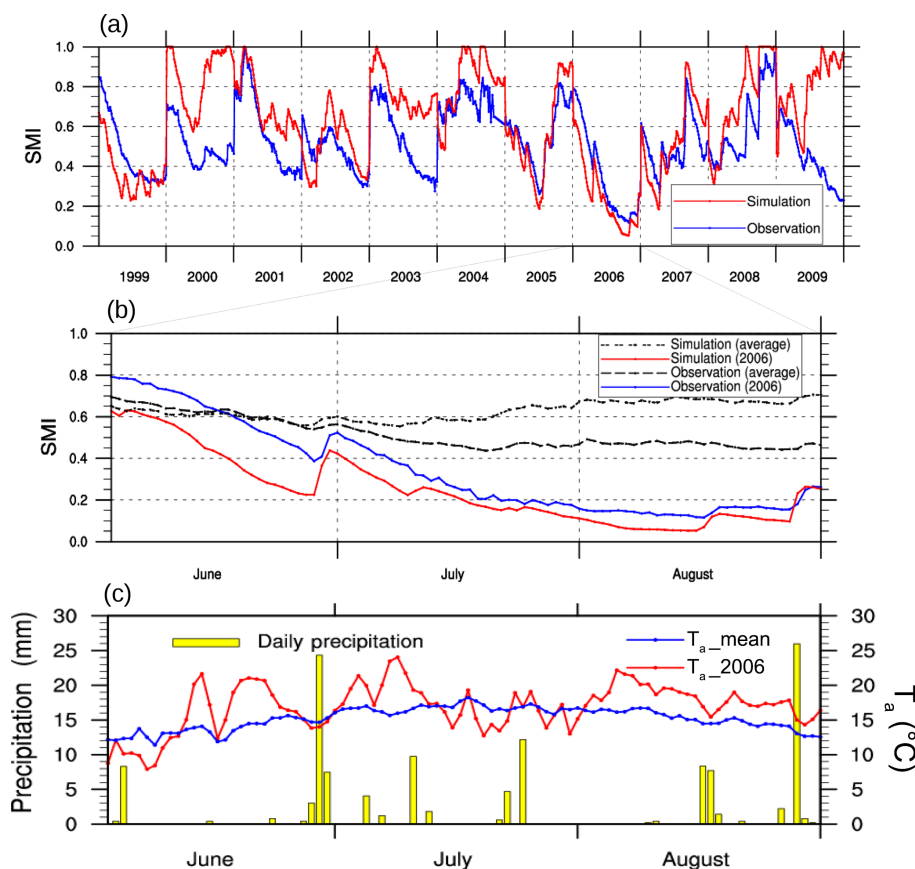 (a)
SMI
1.0
0.8
0.6
0.4
0.2
0.0
Simulation
Observation
1999 2000 2001 2002 2003 2004 2005 2006 2007 2008 2009
(b)
SMI
1.0
0.8
0.6
0.4
0.2
0.0
Simulation (average)
Simulation (2006)
Observation (average)
Observation (2006)
June July August
(c)
Precipitation (mm)
30
25
20
15
10
5
0
Daily precipitation
Ta_mean
Ta_2006
30
25
20
15
10
5
0
Ta (°C)
June July August